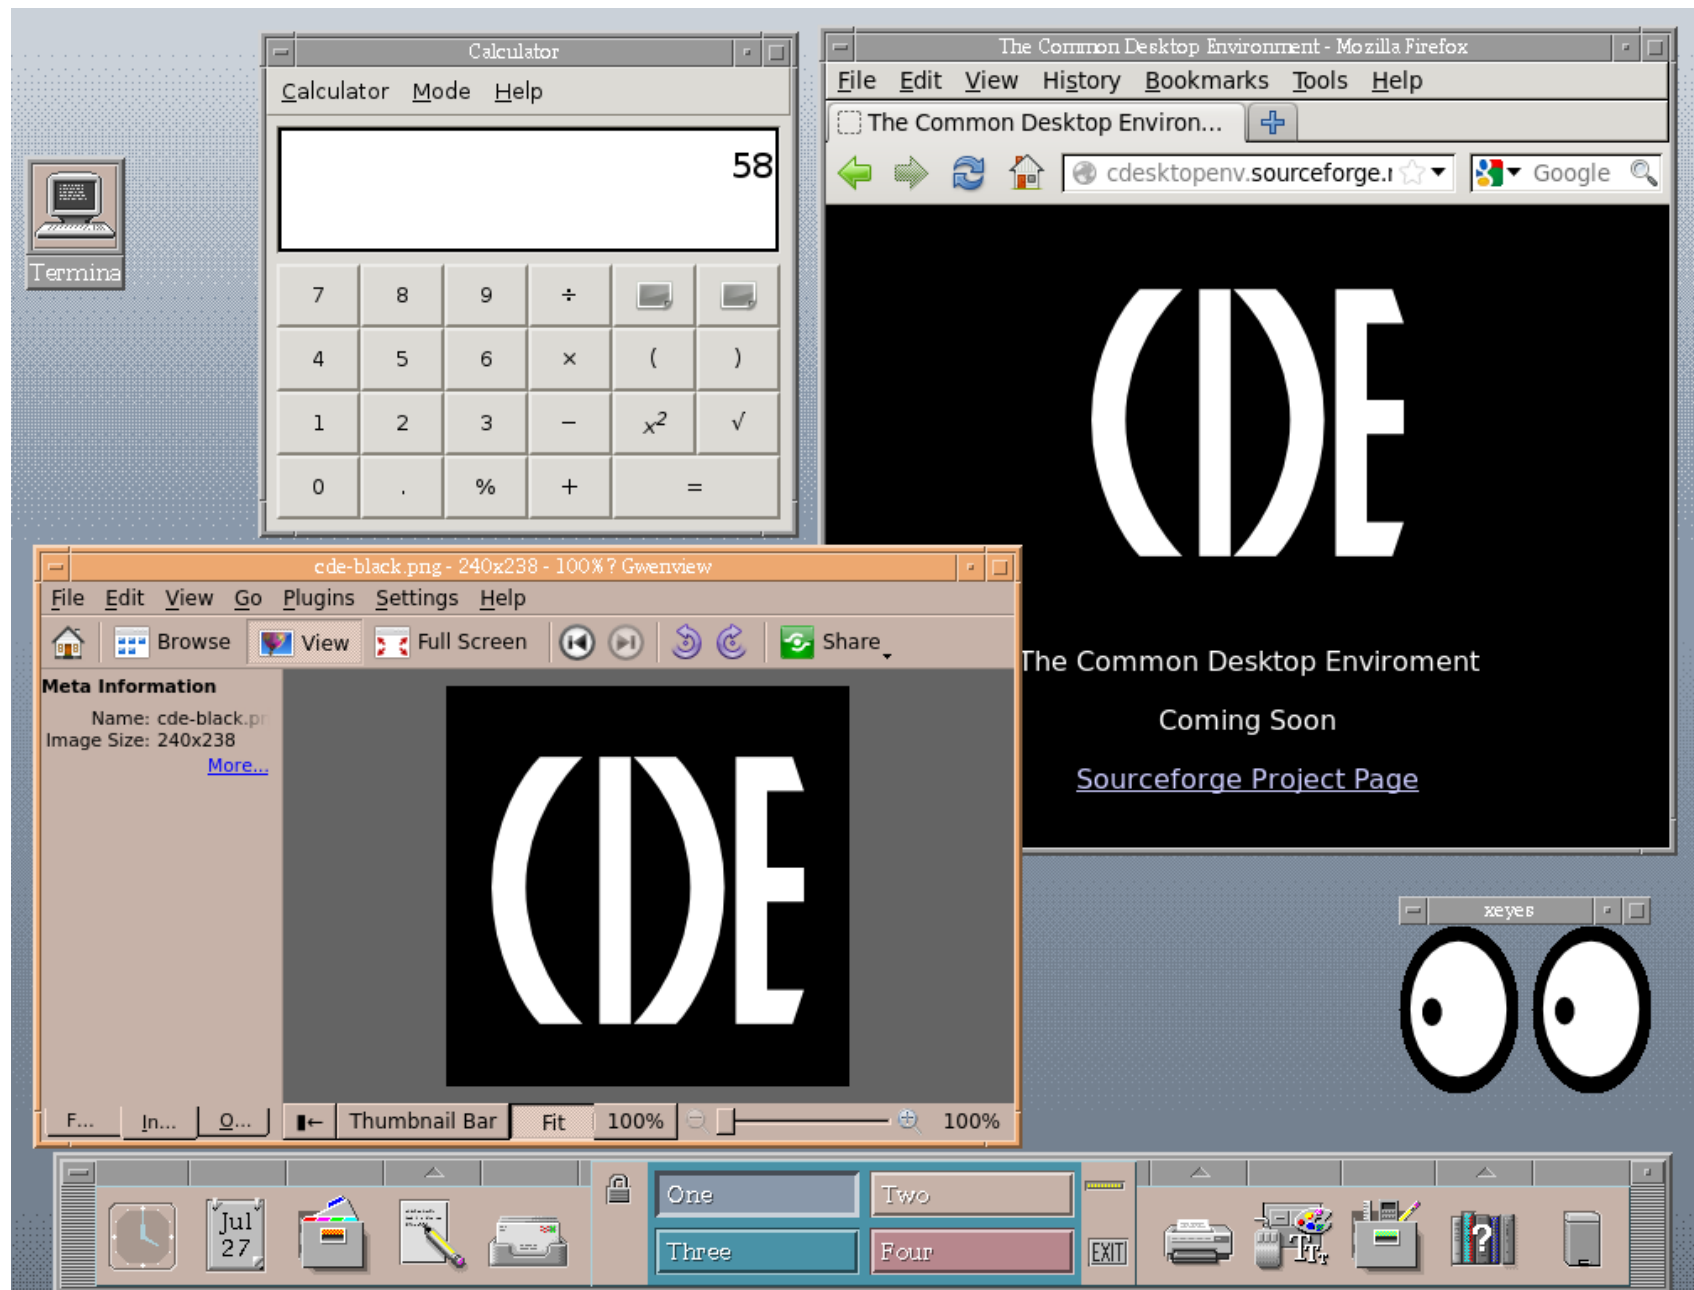 Calculator
Calculator Mode Help
58
7 8 9 ÷
4 5 6 × ( )
1 2 3 − x2 √
0 . % + =
Termina
The Common Desktop Environment - Mozilla Firefox
File Edit View History Bookmarks Tools Help
The Common Desktop Environ...
cdesktopenv.sourceforge.r Google
CDE
The Common Desktop Enviroment
Coming Soon
Sourceforge Project Page
cde-black.png - 240x238 - 100% ? Gwenview
File Edit View Go Plugins Settings Help
Browse View Full Screen Share
Meta Information
Name: cde-black.pn
Image Size: 240x238
More...
CDE
F... In... O... Thumbnail Bar Fit 100% 100%
xeyes
Jul
27
One Two
Three Four
EXIT
?